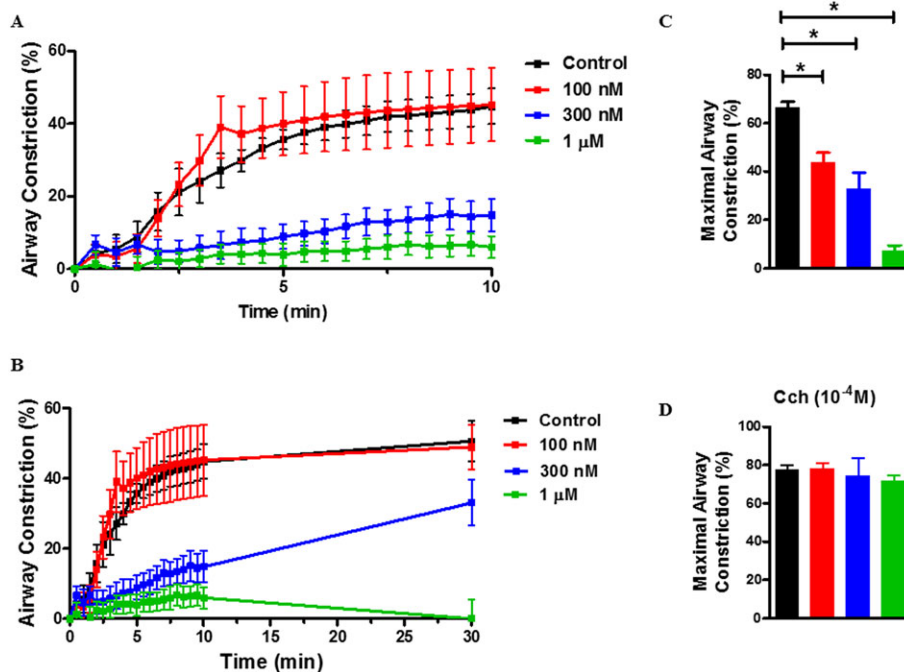 A
Airway Constriction (%)
60
40
20
0
0
5
10
Time (min)
Control
100 nM
300 nM
1 μM
B
Airway Constriction (%)
60
40
20
0
0
5
10
15
20
25
30
Time (min)
Control
100 nM
300 nM
1 μM
C
*
*
*
Maximal Airway
Constriction (%)
80
60
40
20
0
D
Cch (10⁻⁴M)
Maximal Airway
Constriction (%)
100
80
60
40
20
0